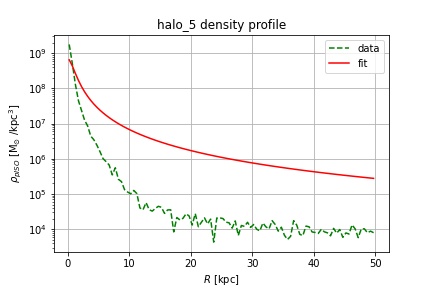 halo_5 density profile
data
fit
10⁹
10⁸
10⁷
10⁶
10⁵
10⁴
ρ_pISO [M_⊙ /kpc³]
0 10 20 30 40 50
R [kpc]